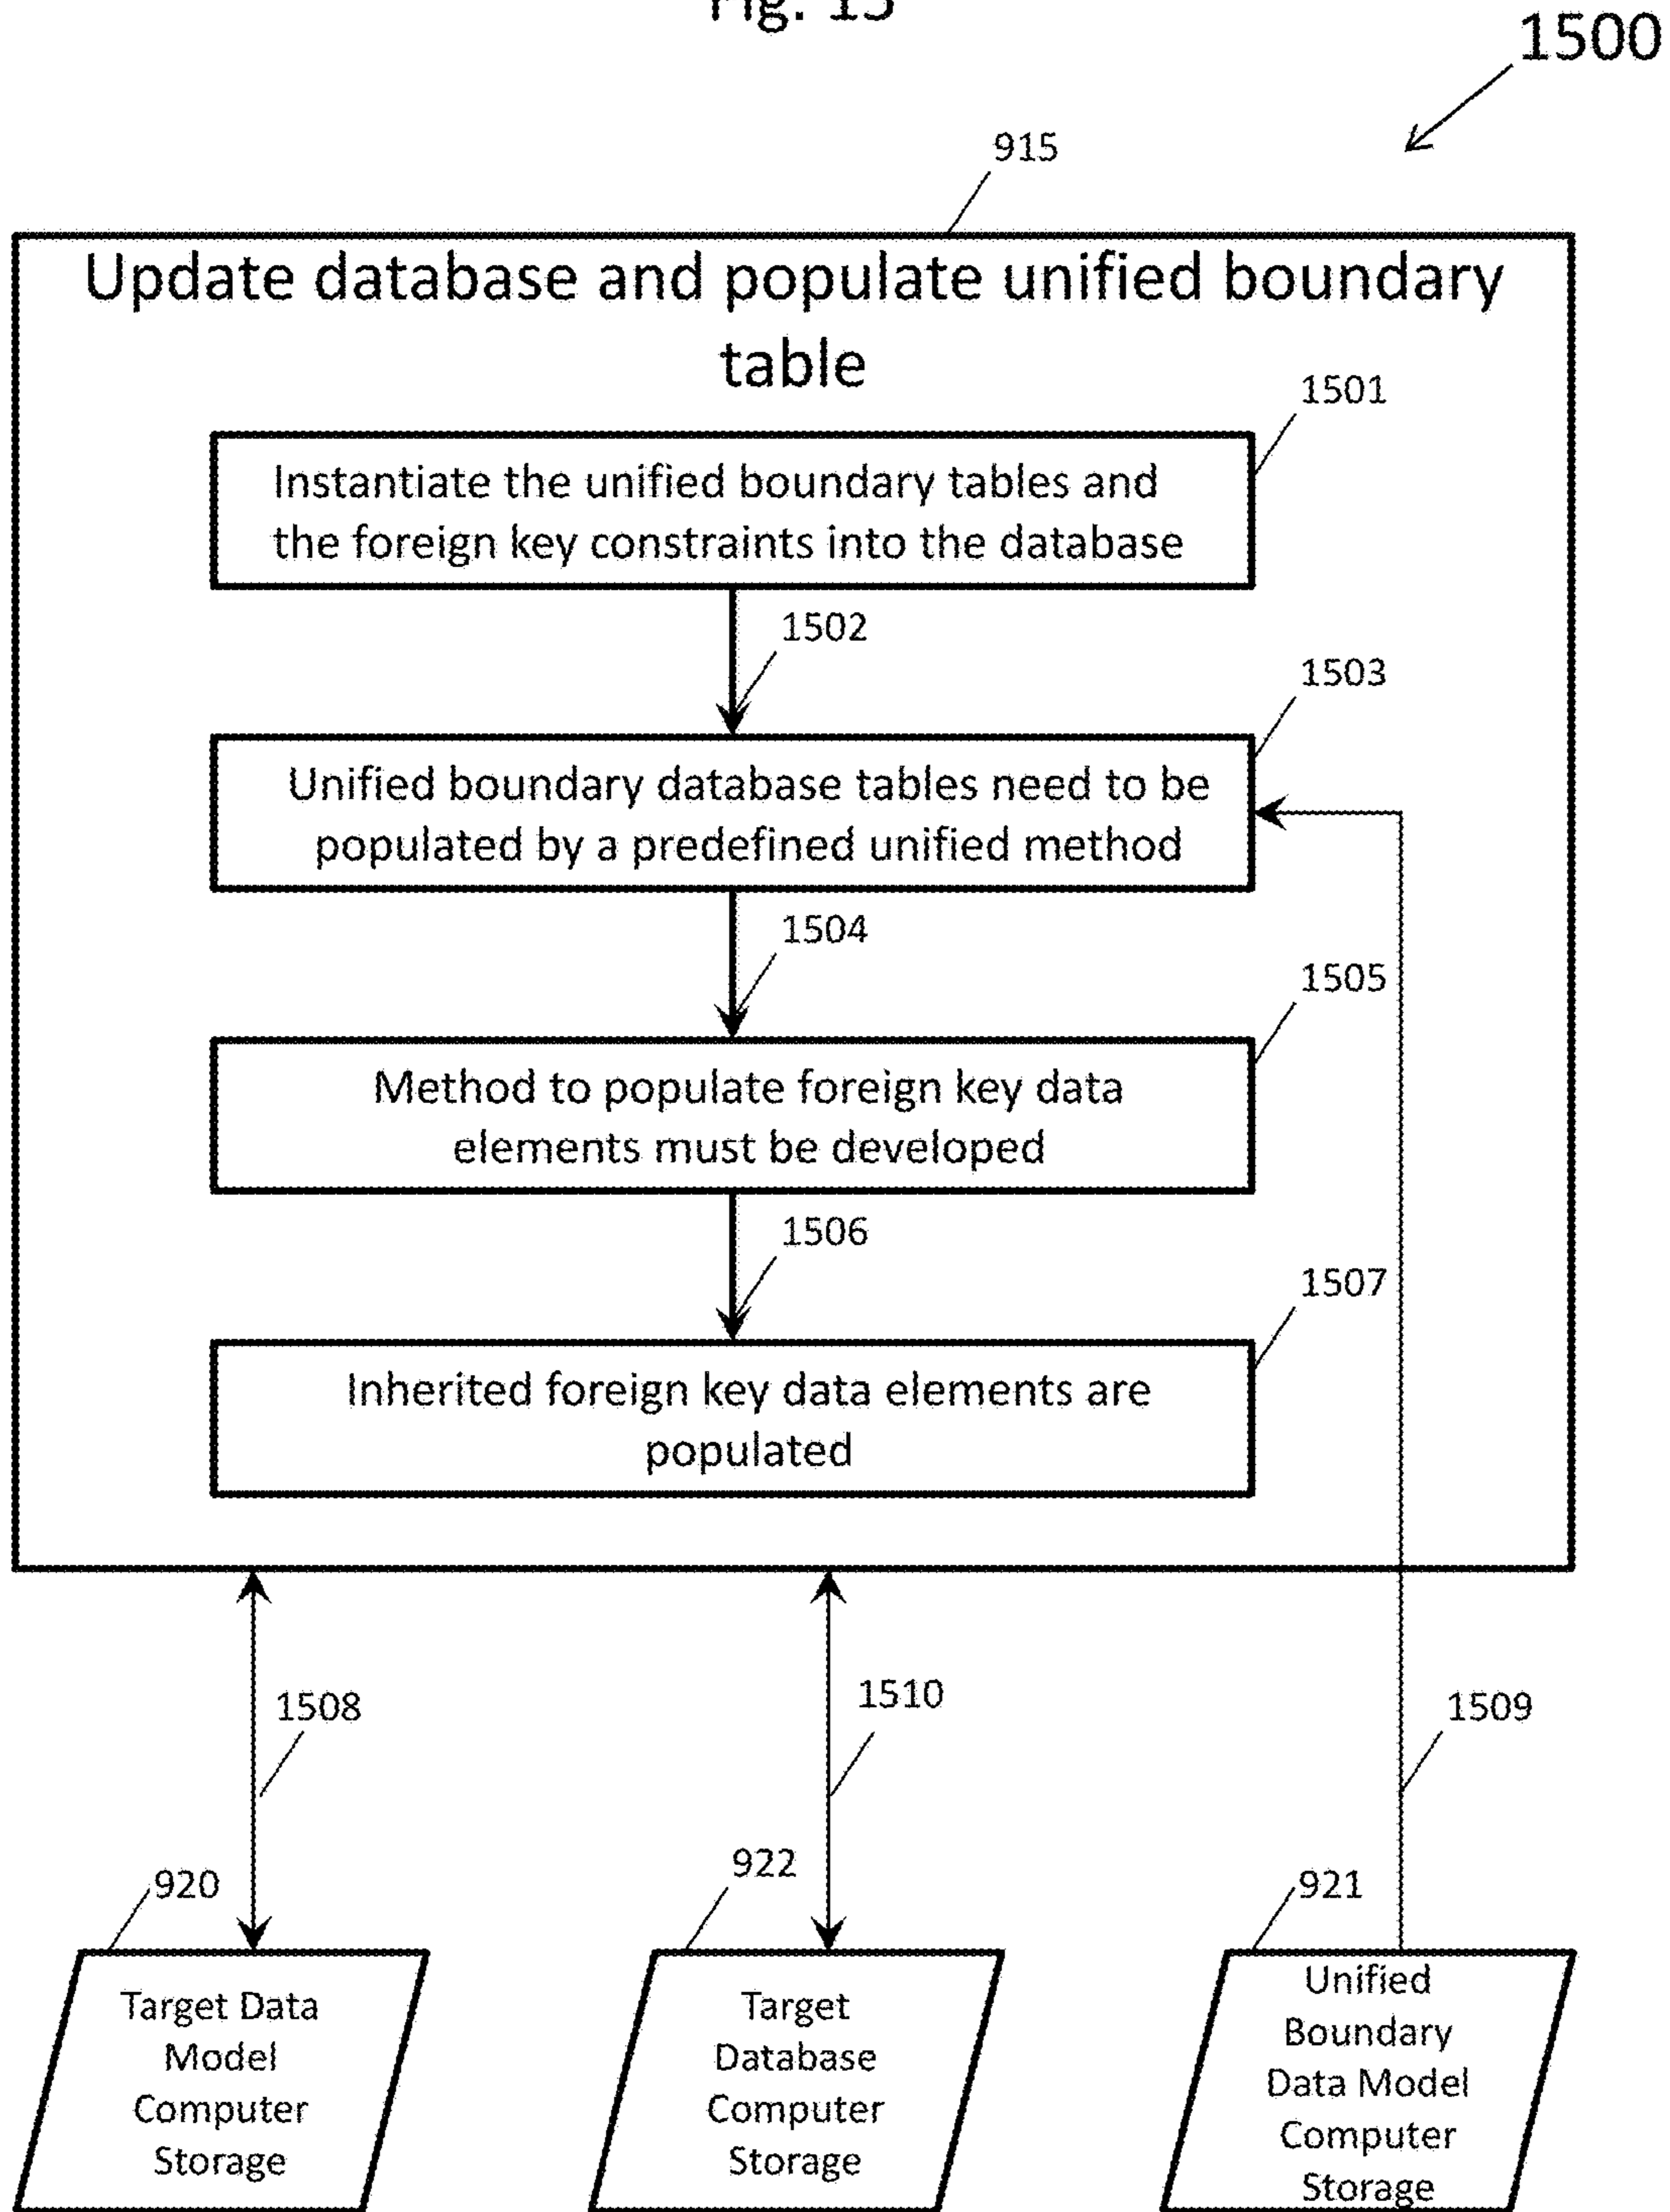 Fig. 15
1500
915
Update database and populate unified boundary
table
1501
Instantiate the unified boundary tables and
the foreign key constraints into the database
1502
1503
Unified boundary database tables need to be
populated by a predefined unified method
1504
1505
Method to populate foreign key data
elements must be developed
1506
1507
Inherited foreign key data elements are
populated
1508
1510
1509
920
922
921
Target Data
Model
Computer
Storage
Target
Database
Computer
Storage
Unified
Boundary
Data Model
Computer
Storage